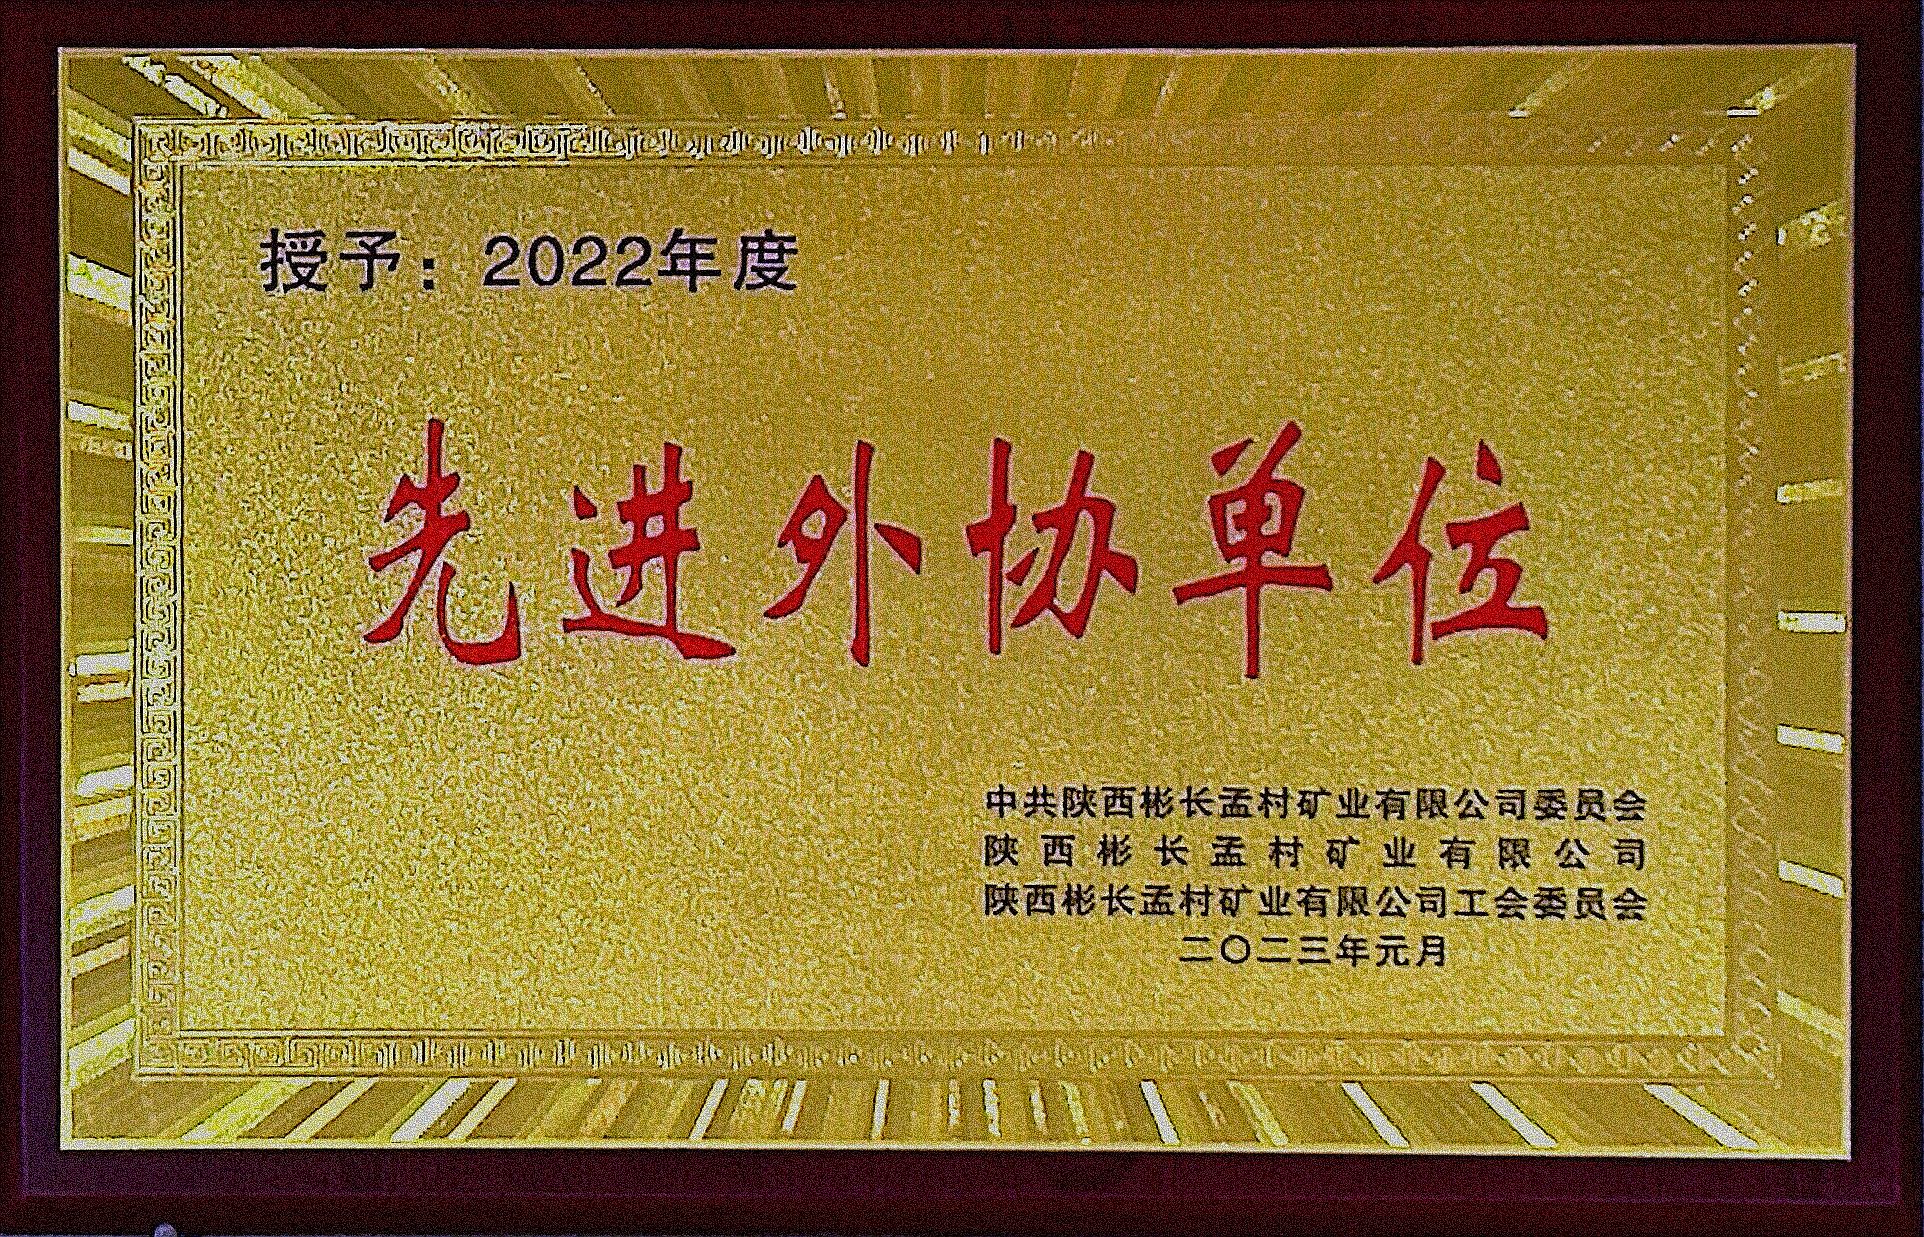 授予：2022年度
先进外协单位
中共陕西彬长孟村矿业有限公司委员会
陕西彬长孟村矿业有限公司
陕西彬长孟村矿业有限公司工会委员会
二〇二三年元月